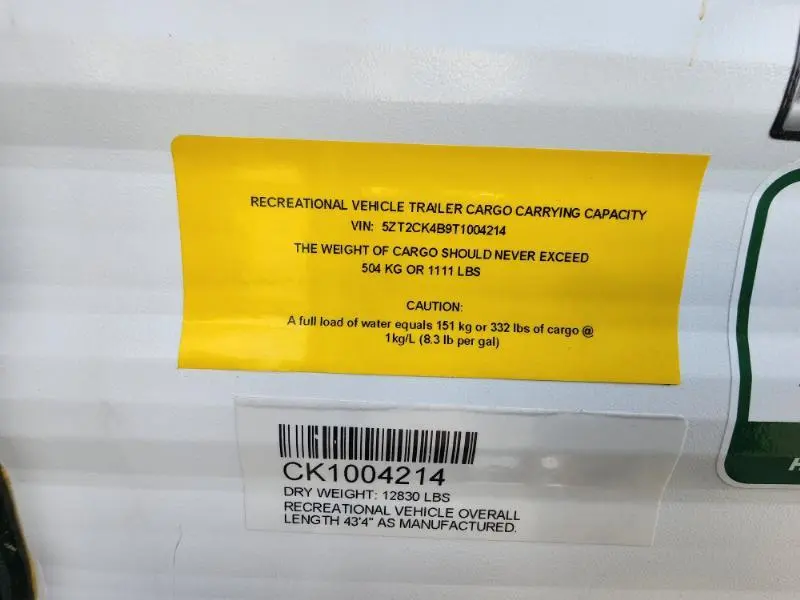 RECREATIONAL VEHICLE TRAILER CARGO CARRYING CAPACITY
VIN: 5ZT2CK4B9T1004214
THE WEIGHT OF CARGO SHOULD NEVER EXCEED
504 KG OR 1111 LBS
CAUTION:
A full load of water equals 151 kg or 332 lbs of cargo @
1kg/L (8.3 lb per gal)
CK1004214
DRY WEIGHT: 12830 LBS
RECREATIONAL VEHICLE OVERALL
LENGTH 43'4" AS MANUFACTURED.